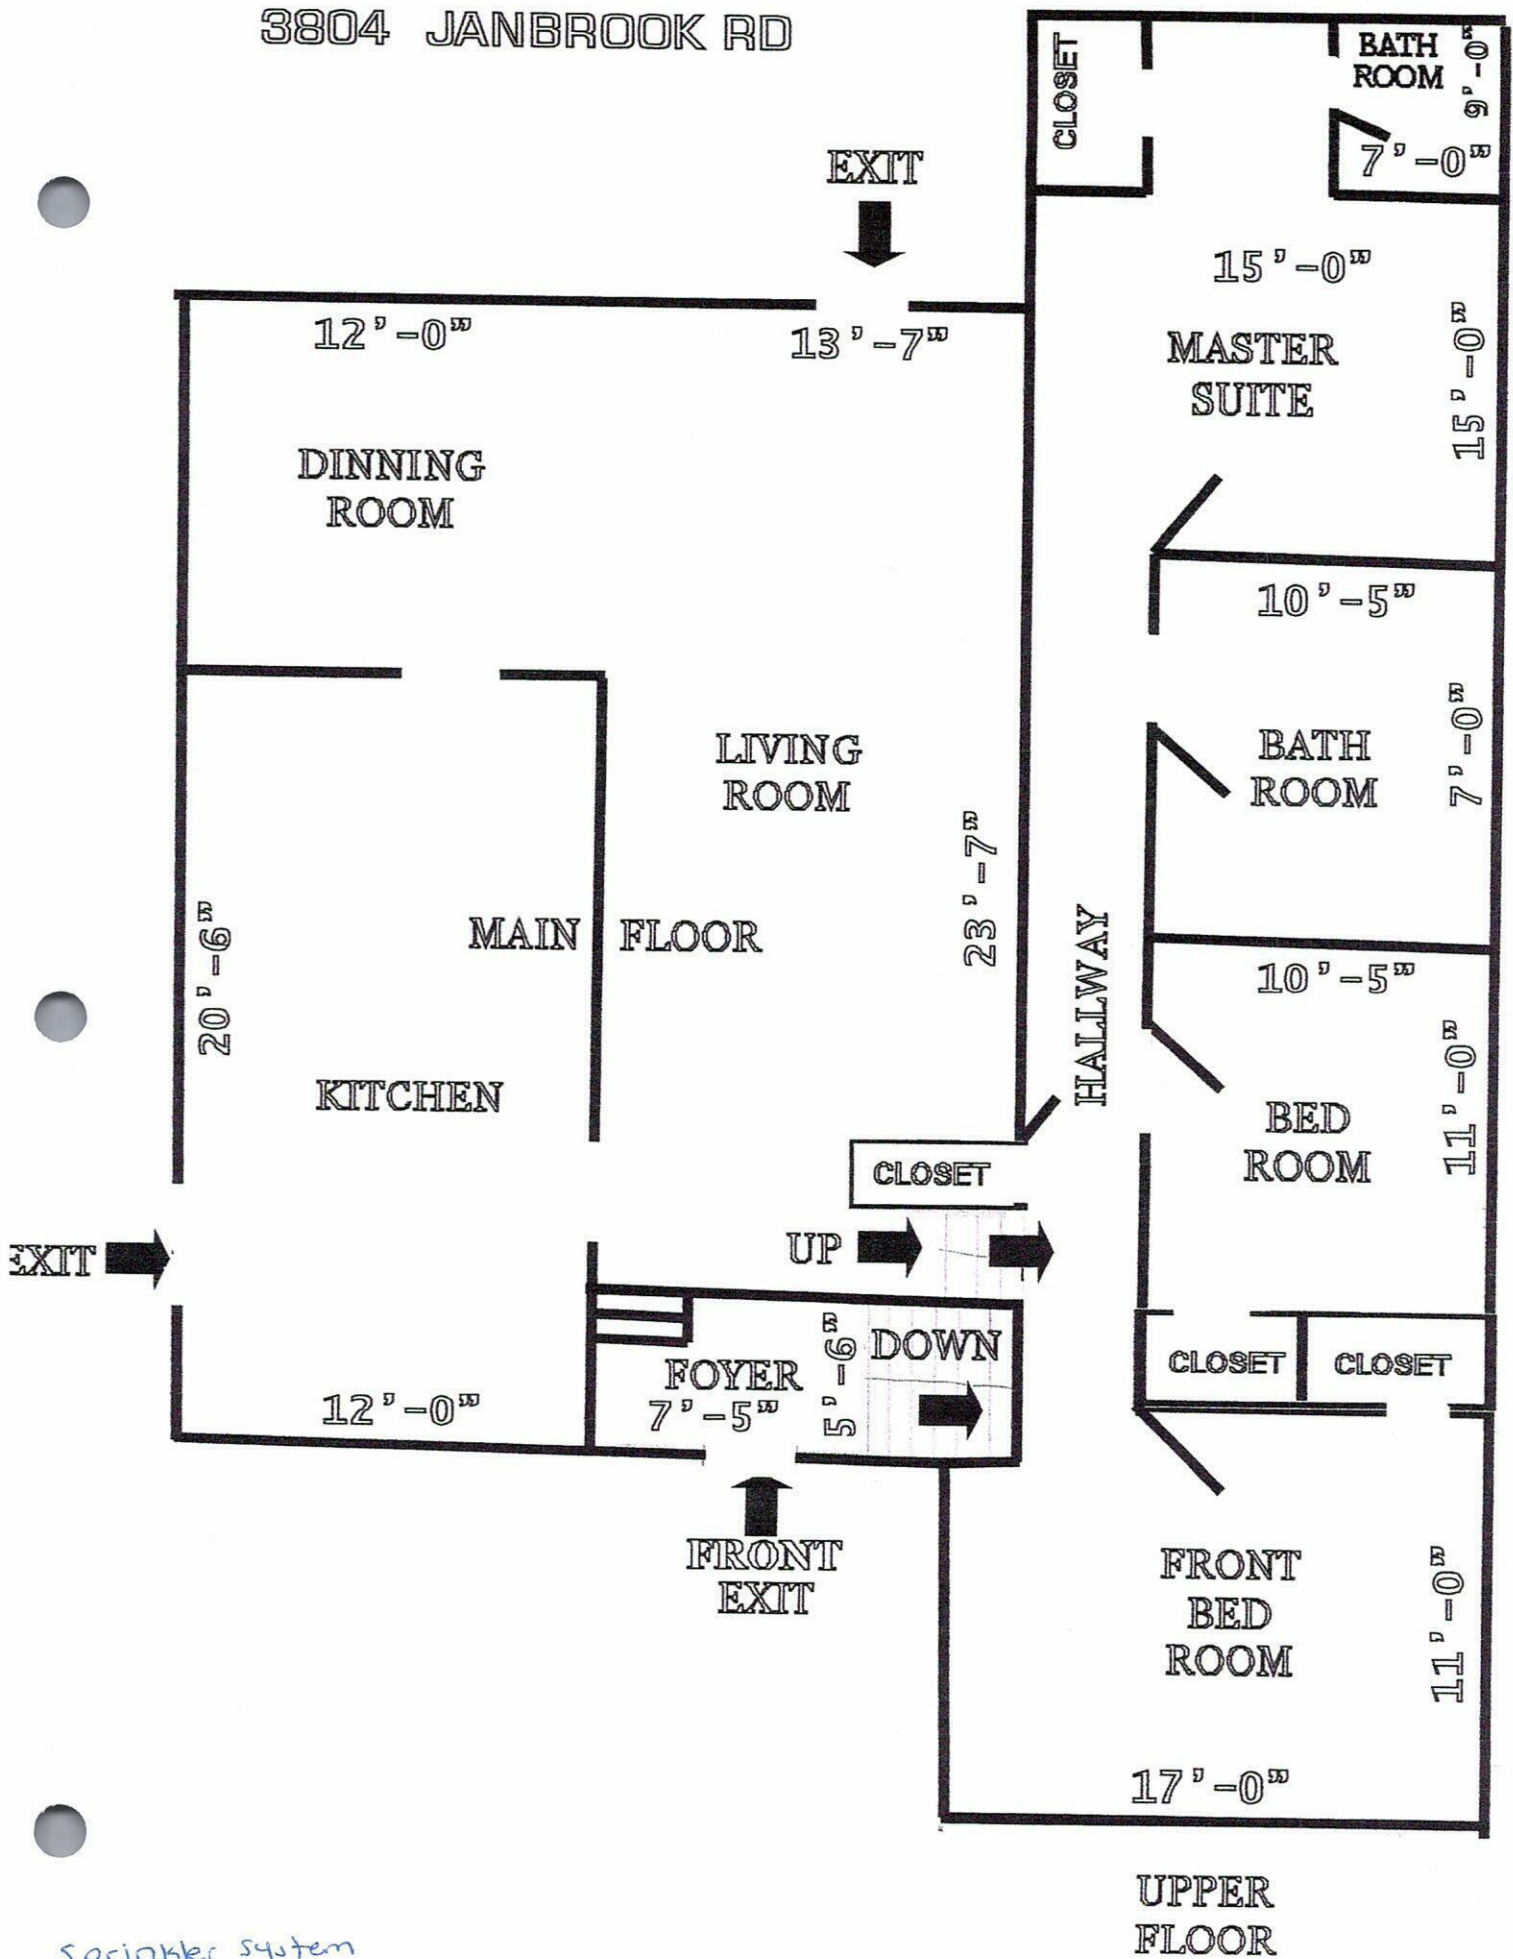 3804 JANBROOK RD
CLOSET
BATH
ROOM
9'-0"
7'-0"
EXIT
15'-0"
12'-0"
13'-7"
MASTER
SUITE
15'-0"
DINNING
ROOM
10'-5"
LIVING
ROOM
BATH
ROOM
7'-0"
23'-7"
MAIN FLOOR
20'-6"
HALLWAY
10'-5"
KITCHEN
BED
ROOM
11'-0"
CLOSET
EXIT
UP
DOWN
FOYER
7'-5"
5'-6"
CLOSET
CLOSET
12'-0"
FRONT
EXIT
FRONT
BED
ROOM
11'-0"
17'-0"
UPPER
FLOOR
Sprinkler system